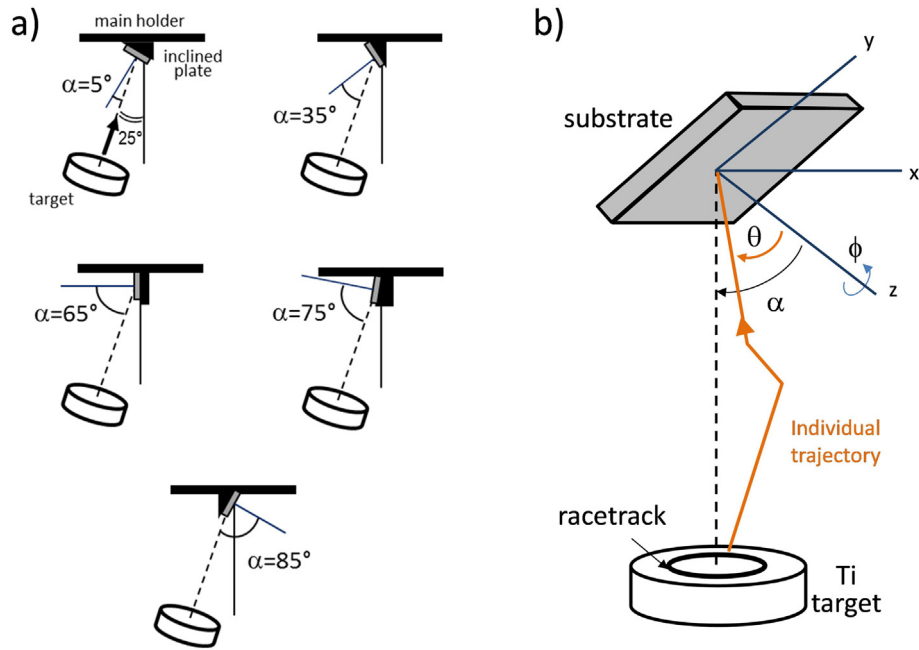 a)
main holder
inclined
plate
α=5°
25°
target
α=35°
α=65°
α=75°
α=85°
b)
y
substrate
x
θ
ϕ
z
α
Individual
trajectory
racetrack
Ti
target